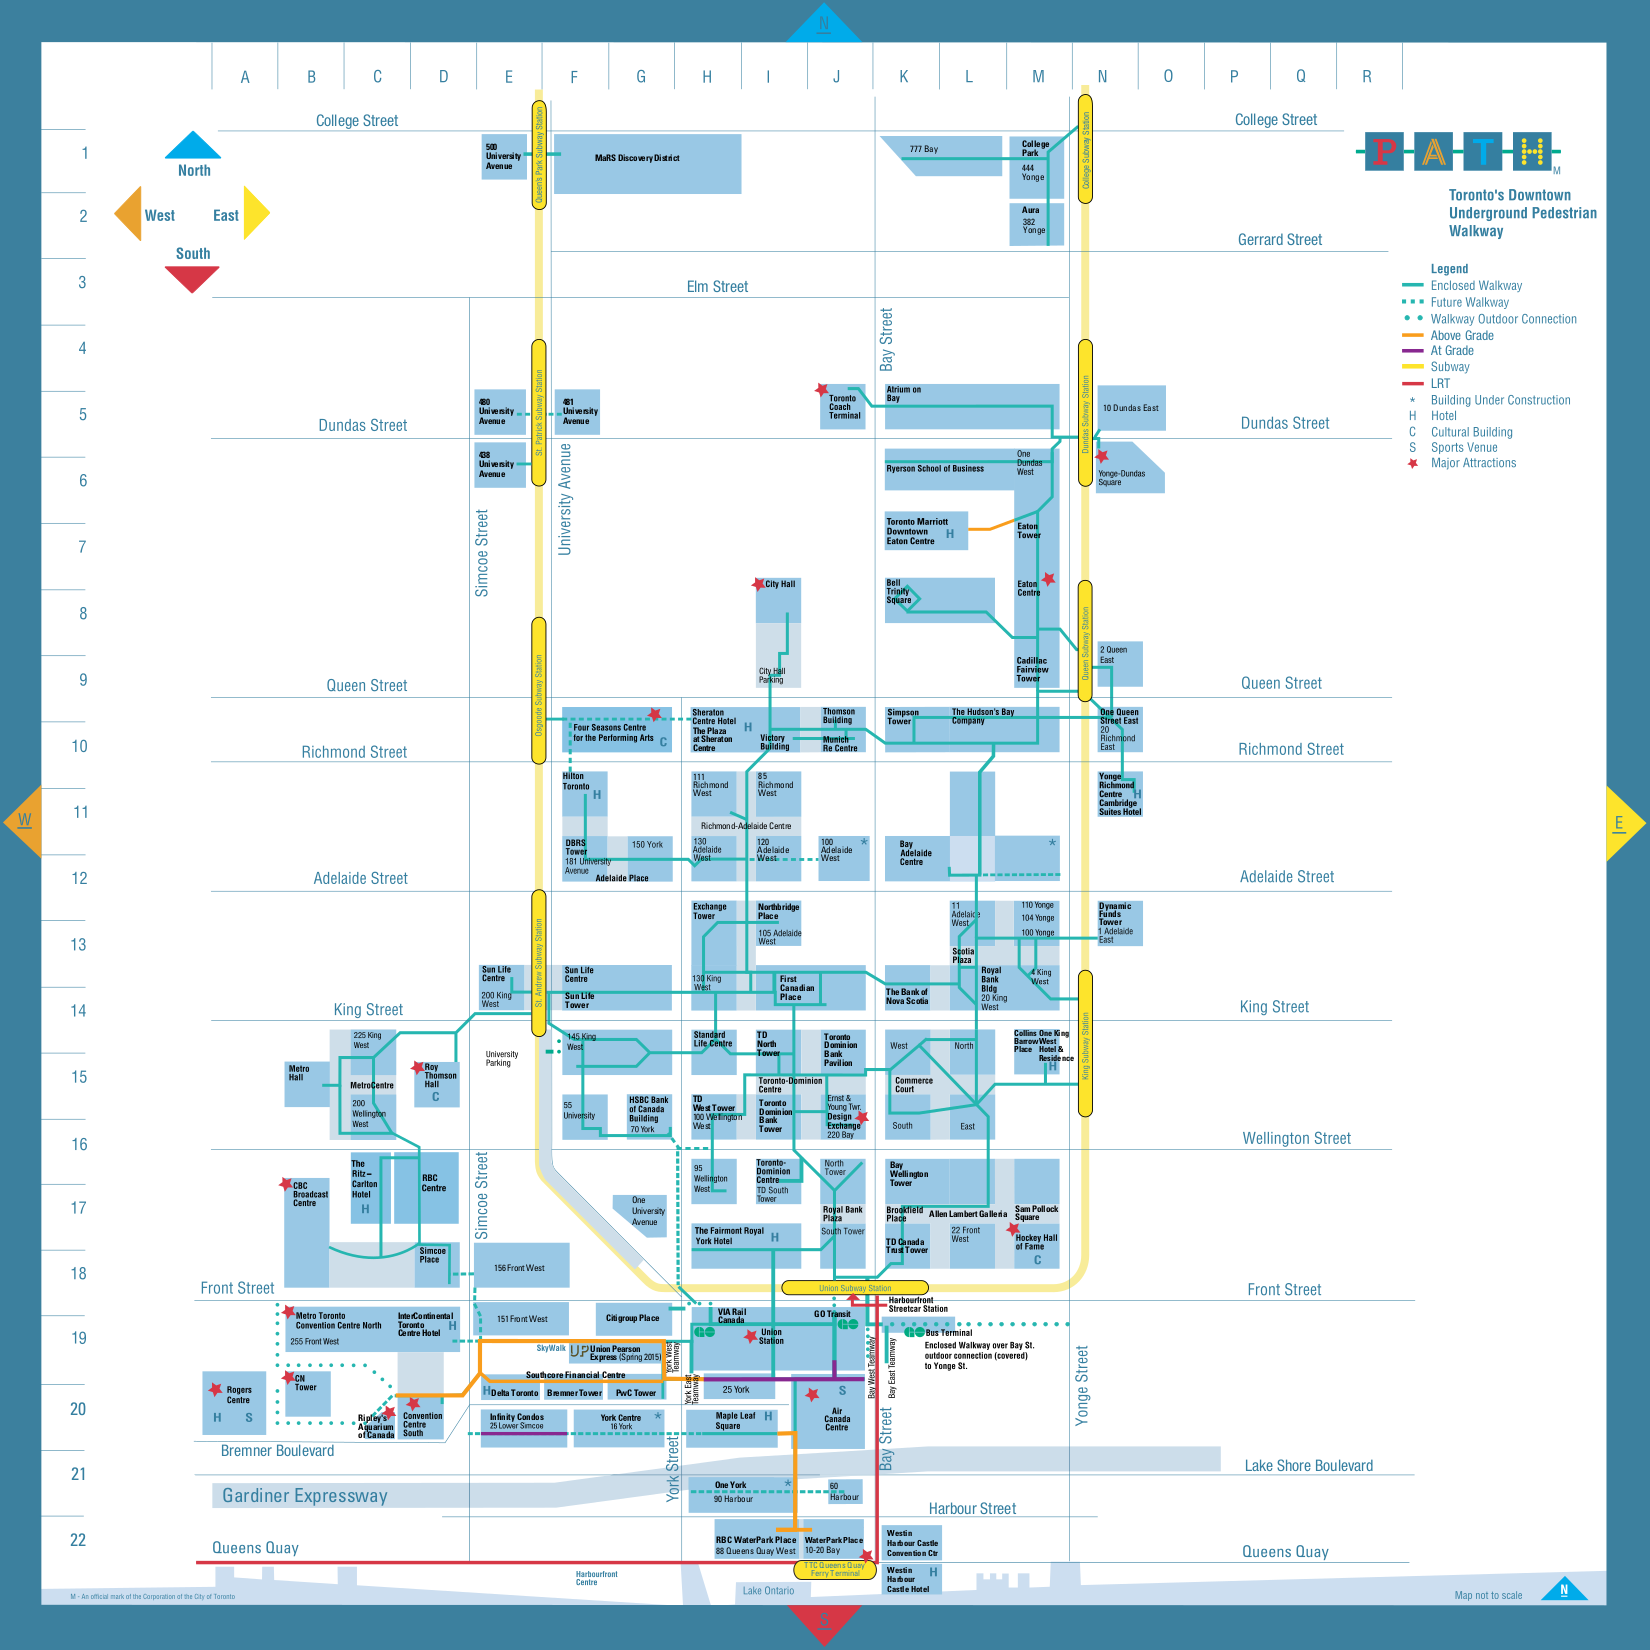 N
A B C D E F G H I J K L M N O P Q R
1
2
3
4
5
6
7
8
9
10
11
12
13
14
15
16
17
18
19
20
21
22
North
West
East
South
P A T H
M
Toronto's Downtown
Underground Pedestrian
Walkway
Legend
Enclosed Walkway
Future Walkway
Walkway Outdoor Connection
Above Grade
At Grade
Subway
LRT
* Building Under Construction
H Hotel
C Cultural Building
S Sports Venue
Major Attractions
College Street
College Street
Gerrard Street
Elm Street
Bay Street
Dundas Street
Dundas Street
Simcoe Street
University Avenue
Queen Street
Queen Street
Richmond Street
Richmond Street
Adelaide Street
Adelaide Street
King Street
King Street
Wellington Street
Simcoe Street
Front Street
Front Street
Yonge Street
Bay Street
York Street
Bremner Boulevard
Lake Shore Boulevard
Gardiner Expressway
Harbour Street
Queens Quay
Queens Quay
Queen's Park Subway Station
College Subway Station
St. Patrick Subway Station
Dundas Subway Station
Osgoode Subway Station
Queen Subway Station
St. Andrew Subway Station
King Subway Station
Union Subway Station
500
University
Avenue
MaRS Discovery District
777 Bay
College
Park
444
Yonge
Aura
382
Yonge
480
University
Avenue
481
University
Avenue
438
University
Avenue
Toronto
Coach
Terminal
Atrium on
Bay
10 Dundas East
Ryerson School of Business
One
Dundas
West
Yonge-Dundas
Square
Toronto Marriott
Downtown
Eaton Centre
H
Eaton
Tower
City Hall
Bell
Trinity
Square
Eaton
Centre
City Hall
Parking
Cadillac
Fairview
Tower
2 Queen
East
Four Seasons Centre
for the Performing Arts
C
Sheraton
Centre Hotel
The Plaza
at Sheraton
Centre
H
Victory
Building
Thomson
Building
Munich
Re Centre
Simpson
Tower
The Hudson's Bay
Company
One Queen
Street East
20
Richmond
East
Hilton
Toronto
H
111
Richmond
West
85
Richmond
West
Richmond-Adelaide Centre
Yonge
Richmond
Centre
Cambridge
Suites Hotel
H
DBRS
Tower
181 University
Avenue
150 York
Adelaide Place
130
Adelaide
West
120
Adelaide
West
100
Adelaide
West
*
Bay
Adelaide
Centre
*
Exchange
Tower
Northbridge
Place
105 Adelaide
West
11
Adelaide
West
110 Yonge
104 Yonge
100 Yonge
Dynamic
Funds
Tower
1 Adelaide
East
Scotia
Plaza
Sun Life
Centre
200 King
West
Sun Life
Centre
Sun Life
Tower
130 King
West
First
Canadian
Place
The Bank of
Nova Scotia
Royal
Bank
Bldg
20 King
West
4 King
West
225 King
West
Metro
Hall
MetroCentre
200
Wellington
West
Roy
Thomson
Hall
C
University
Parking
145 King
West
Standard
Life Centre
TD
North
Tower
Toronto
Dominion
Bank
Pavilion
Toronto-Dominion
Centre
West
North
Commerce
Court
South
East
Collins
Barrow
Place
One King
West
Hotel &
Residence
H
55
University
HSBC Bank
of Canada
Building
70 York
TD
West Tower
100 Wellington
West
Toronto
Dominion
Bank
Tower
Ernst &
Young Twr.
Design
Exchange
220 Bay
CBC
Broadcast
Centre
The
Ritz–
Carlton
Hotel
H
RBC
Centre
Simcoe
Place
One
University
Avenue
95
Wellington
West
Toronto-
Dominion
Centre
TD South
Tower
North
Tower
Royal Bank
Plaza
South Tower
Bay
Wellington
Tower
Brookfield
Place
Allen Lambert Galleria
TD Canada
Trust Tower
22 Front
West
Sam Pollock
Square
Hockey Hall
of Fame
C
The Fairmont Royal
York Hotel
H
156 Front West
Metro Toronto
Convention Centre North
255 Front West
InterContinental
Toronto
Centre Hotel
H
151 Front West
Citigroup Place
VIA Rail
Canada
GO Transit
Union
Station
Harbourfront
Streetcar Station
Bus Terminal
Enclosed Walkway over Bay St.
outdoor connection (covered)
to Yonge St.
SkyWalk
UP Union Pearson
Express (Spring 2015)
York West
Teamway
York East
Teamway
Bay West Teamway
Bay East Teamway
Southcore Financial Centre
H Delta Toronto
Bremner Tower
PwC Tower
25 York
Rogers
Centre
H S
CN
Tower
Ripley's
Aquarium
of Canada
Convention
Centre
South
Infinity Condos
25 Lower Simcoe
York Centre
16 York
*
Maple Leaf
Square
H
S
Air
Canada
Centre
One York
90 Harbour
*
60
Harbour
RBC WaterPark Place
88 Queens Quay West
WaterPark Place
10-20 Bay
TTC Queens Quay
Ferry Terminal
Westin
Harbour Castle
Convention Ctr
Westin
Harbour
Castle Hotel
H
Harbourfront
Centre
Lake Ontario
M - An official mark of the Corporation of the City of Toronto
Map not to scale
N
W
E
S